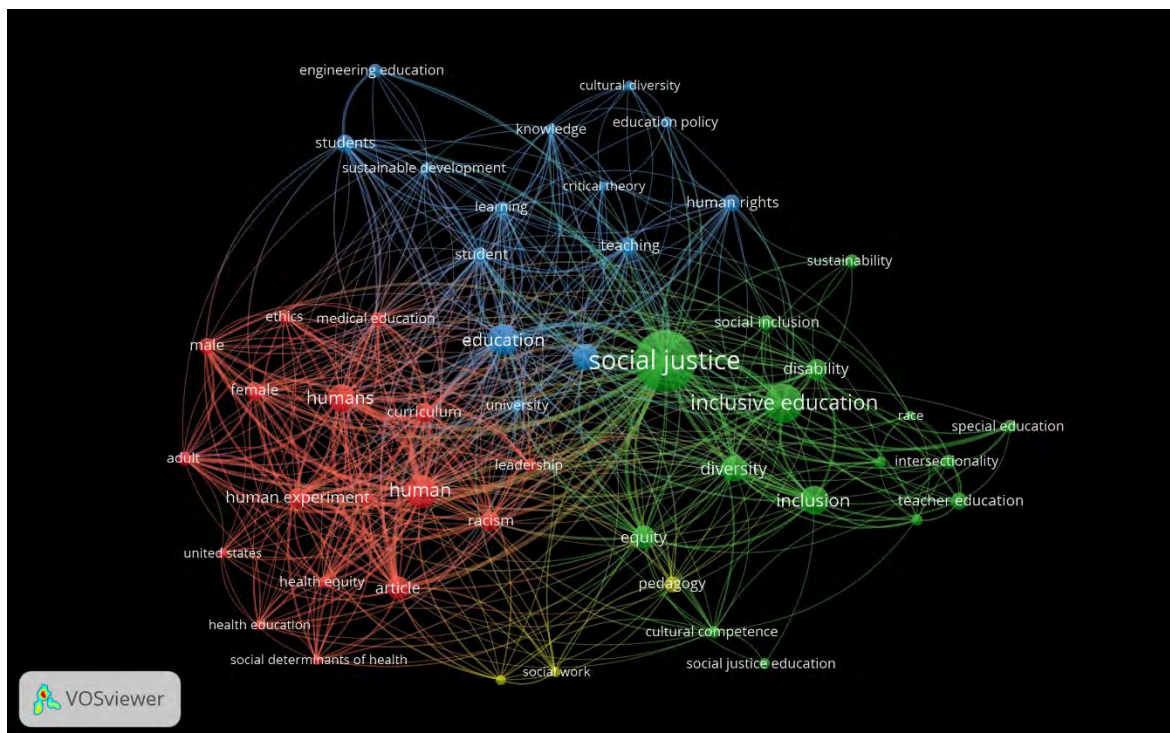 engineering education
cultural diversity
education policy
knowledge
students
sustainable development
critical theory
human rights
learning
teaching
student
sustainability
ethics
medical education
social inclusion
male
education
social justice
disability
female
humans
curriculum
university
inclusive education
race
special education
adult
leadership
diversity
intersectionality
human experiment
human
inclusion
teacher education
racism
equity
united states
health equity
article
pedagogy
health education
cultural competence
social determinants of health
social work
social justice education
VOSviewer